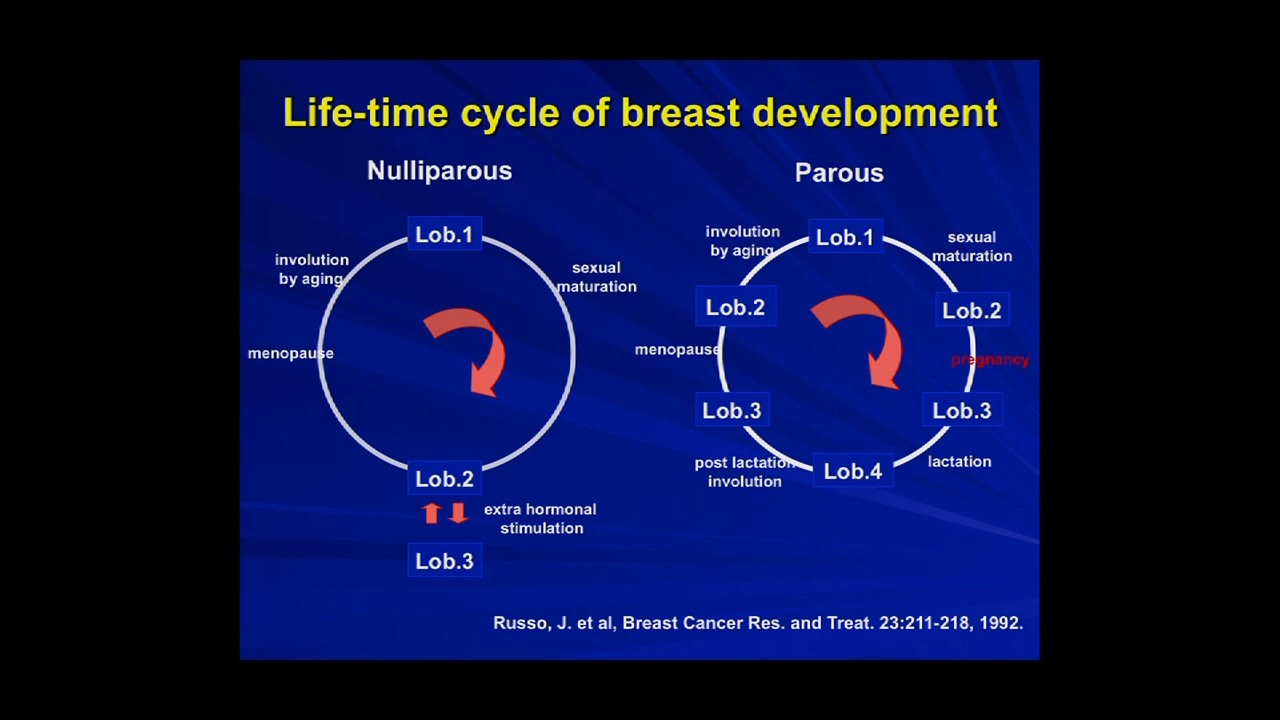 Life-time cycle of breast development
Nulliparous
Lob.1
involution
by aging
sexual
maturation
menopause
Lob.2
extra hormonal
stimulation
Lob.3
Parous
Lob.1
involution
by aging
sexual
maturation
Lob.2
Lob.2
menopause
pregnancy
Lob.3
Lob.3
post lactation
involution
Lob.4
lactation
Russo, J. et al, Breast Cancer Res. and Treat. 23:211-218, 1992.